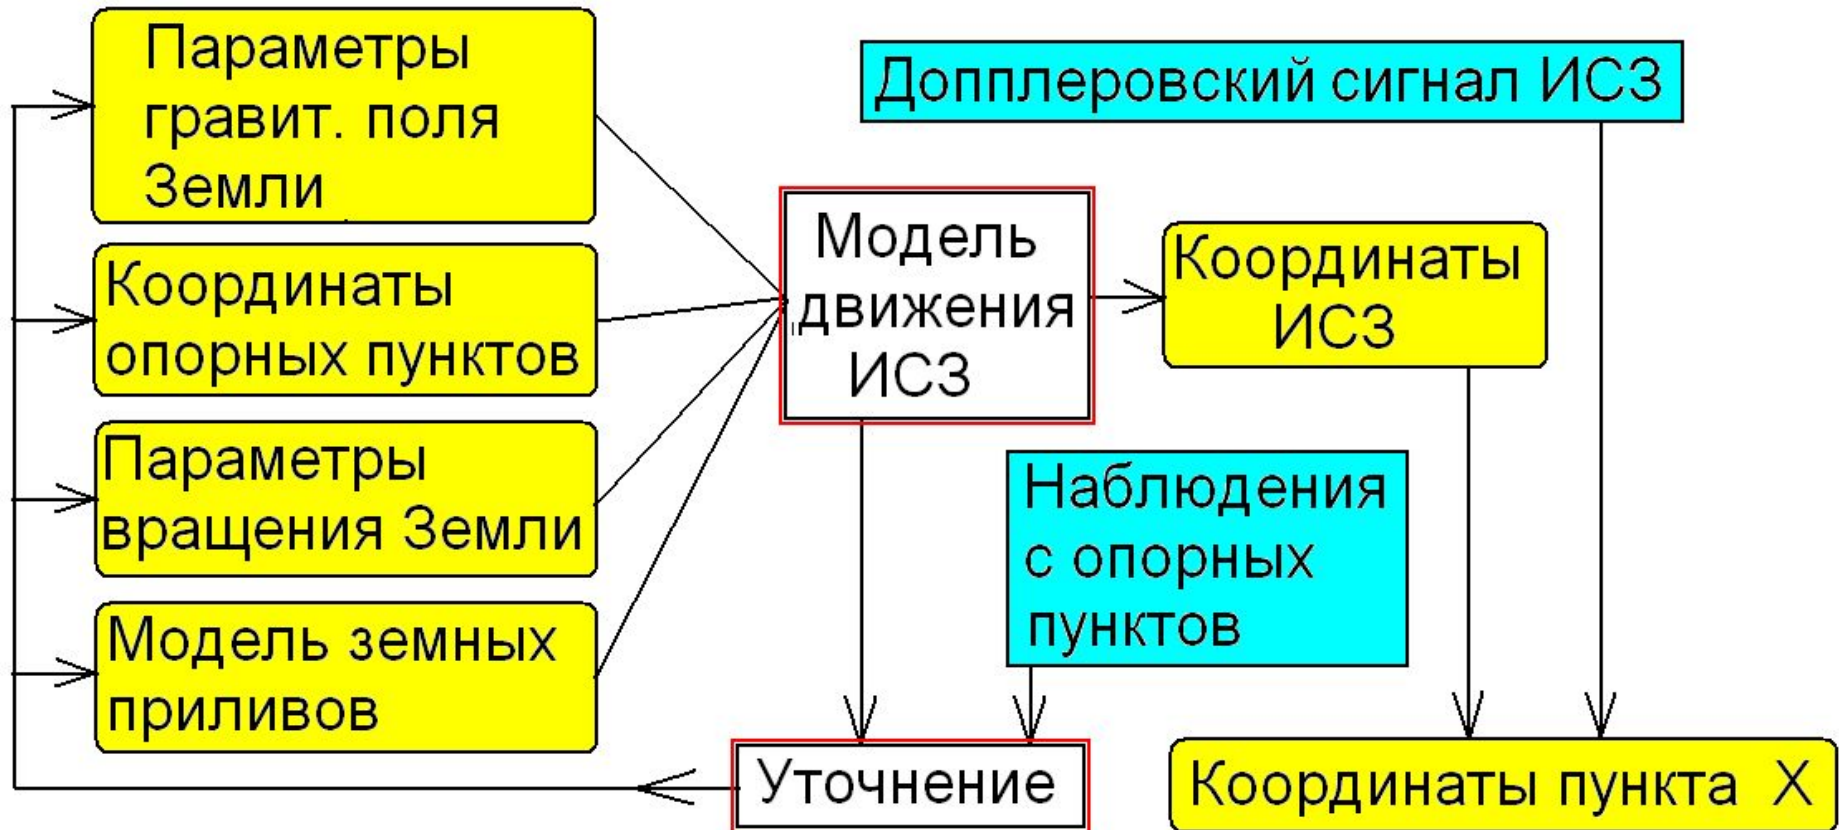 Параметры
гравит. поля
Земли
Координаты
опорных пунктов
Параметры
вращения Земли
Модель земных
приливов
Допплеровский сигнал ИСЗ
Модель
движения
ИСЗ
Координаты
ИСЗ
Наблюдения
с опорных
пунктов
Уточнение
Координаты пункта X